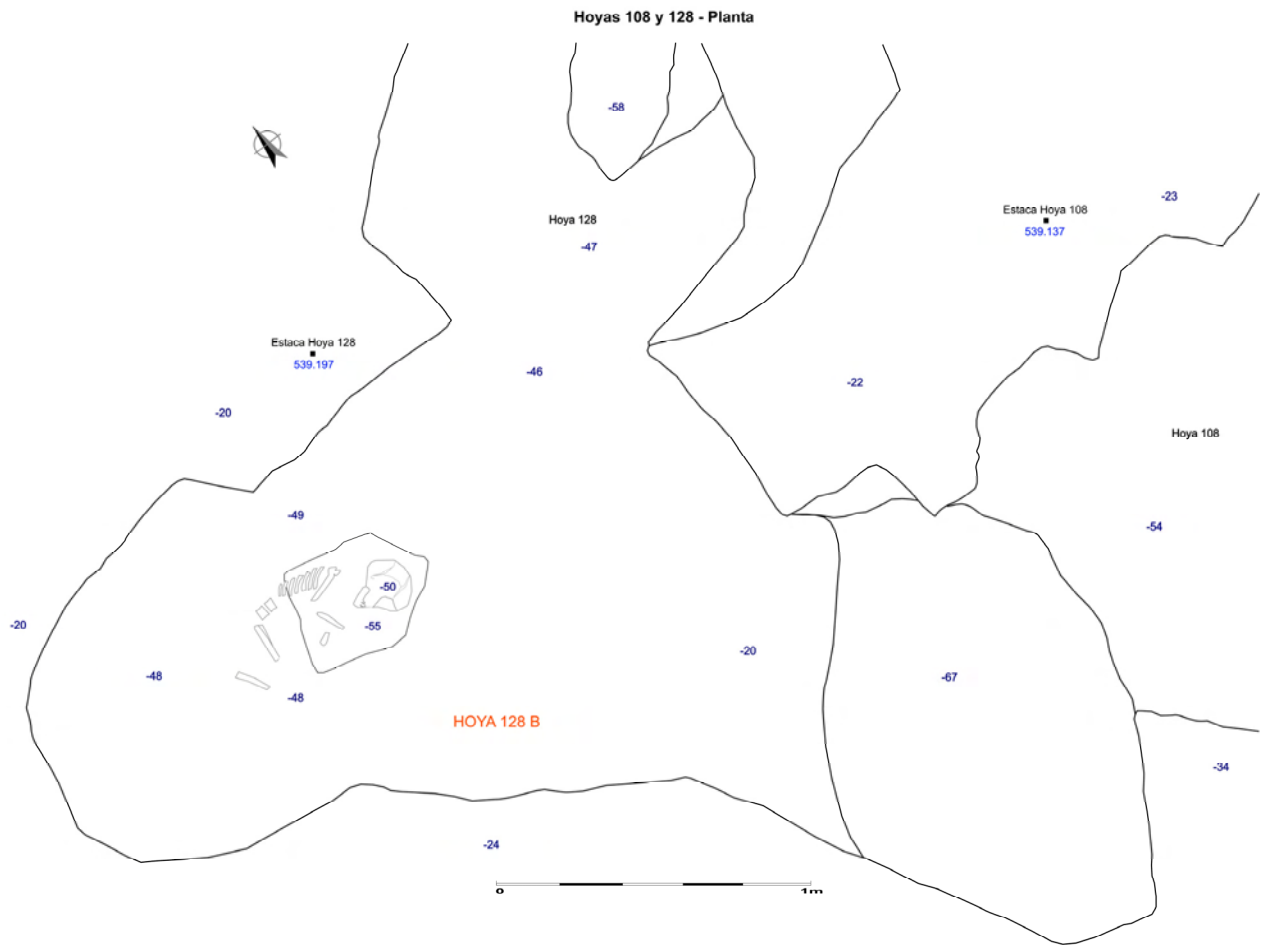 Hoyas 108 y 128 - Planta
-58
-23
Estaca Hoya 108
539.137
Hoya 128
-47
Estaca Hoya 128
539.197
-46
-22
-20
Hoya 108
-49
-54
-50
-20
-55
-20
-48
-67
-48
HOYA 128 B
-34
-24
0
1m